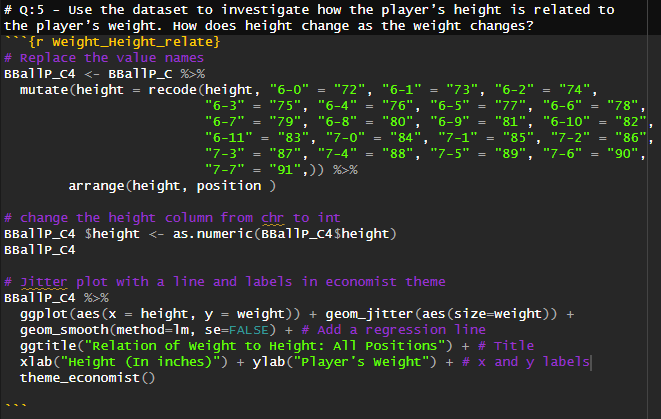 # Q:5 - Use the dataset to investigate how the player's height is related to
the player's weight. How does height change as the weight changes?
```{r Weight_Height_relate}
# Replace the value names
BBallP_C4 <- BBallP_C %>%
  mutate(height = recode(height, "6-0" = "72", "6-1" = "73", "6-2" = "74",
                         "6-3" = "75", "6-4" = "76", "6-5" = "77", "6-6" = "78",
                         "6-7" = "79", "6-8" = "80", "6-9" = "81", "6-10" = "82",
                         "6-11" = "83", "7-0" = "84", "7-1" = "85", "7-2" = "86",
                         "7-3" = "87", "7-4" = "88", "7-5" = "89", "7-6" = "90",
                         "7-7" = "91",)) %>%
        arrange(height, position )
# change the height column from chr to int
BBallP_C4 $height <- as.numeric(BBallP_C4$height)
BBallP_C4
# Jitter plot with a line and labels in economist theme
BBallP_C4 %>%
  ggplot(aes(x = height, y = weight)) + geom_jitter(aes(size=weight)) +
  geom_smooth(method=lm, se=FALSE) + # Add a regression line
  ggtitle("Relation of Weight to Height: All Positions") + # Title
  xlab("Height (In inches)") + ylab("Player's Weight") + # x and y labels
  theme_economist()
```